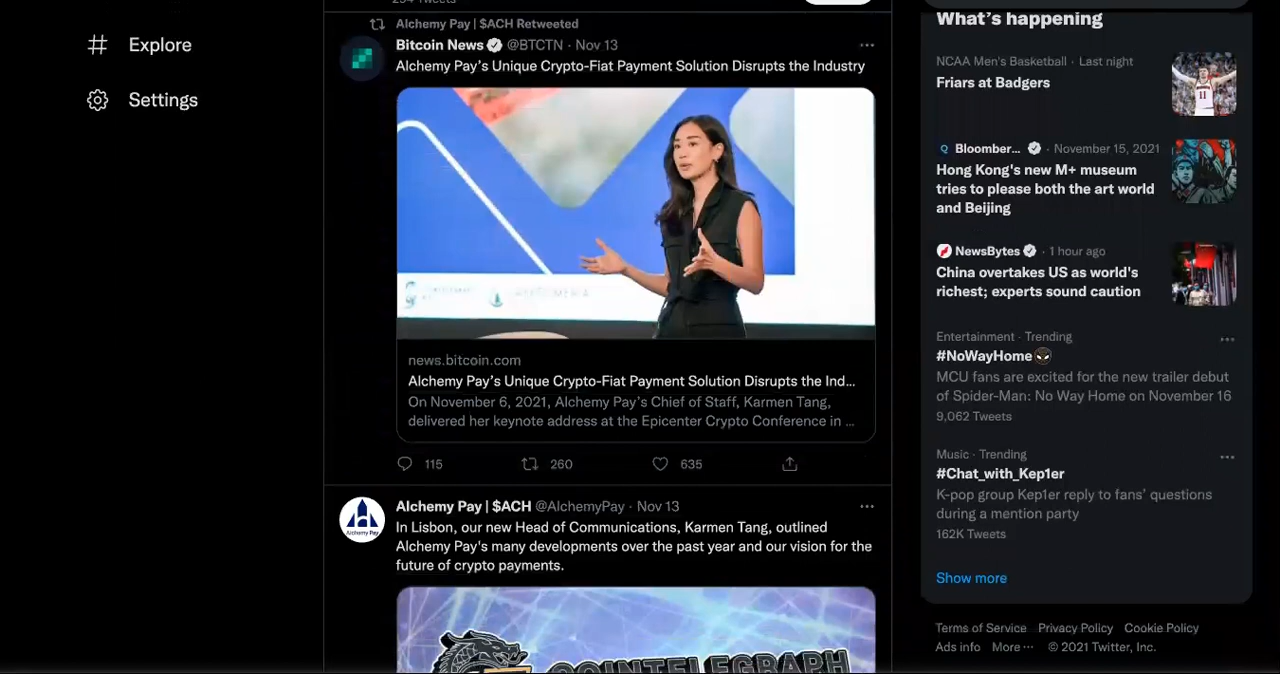 Explore
Settings
Alchemy Pay | $ACH Retweeted
Bitcoin News @BTCTN · Nov 13
Alchemy Pay's Unique Crypto-Fiat Payment Solution Disrupts the Industry
news.bitcoin.com
Alchemy Pay's Unique Crypto-Fiat Payment Solution Disrupts the Ind...
On November 6, 2021, Alchemy Pay's Chief of Staff, Karmen Tang,
delivered her keynote address at the Epicenter Crypto Conference in ...
115 260 635
Alchemy Pay | $ACH @AlchemyPay · Nov 13
In Lisbon, our new Head of Communications, Karmen Tang, outlined
Alchemy Pay's many developments over the past year and our vision for the
future of crypto payments.
Alchemy Pay
COINTELEGRAPH
What's happening
NCAA Men's Basketball · Last night
Friars at Badgers
11
Bloomber... · November 15, 2021
Hong Kong's new M+ museum
tries to please both the art world
and Beijing
NewsBytes · 1 hour ago
China overtakes US as world's
richest; experts sound caution
Entertainment · Trending
#NoWayHome
MCU fans are excited for the new trailer debut
of Spider-Man: No Way Home on November 16
9,062 Tweets
Music · Trending
#Chat_with_Kep1er
K-pop group Kep1er reply to fans' questions
during a mention party
162K Tweets
Show more
Terms of Service Privacy Policy Cookie Policy
Ads info More ··· © 2021 Twitter, Inc.